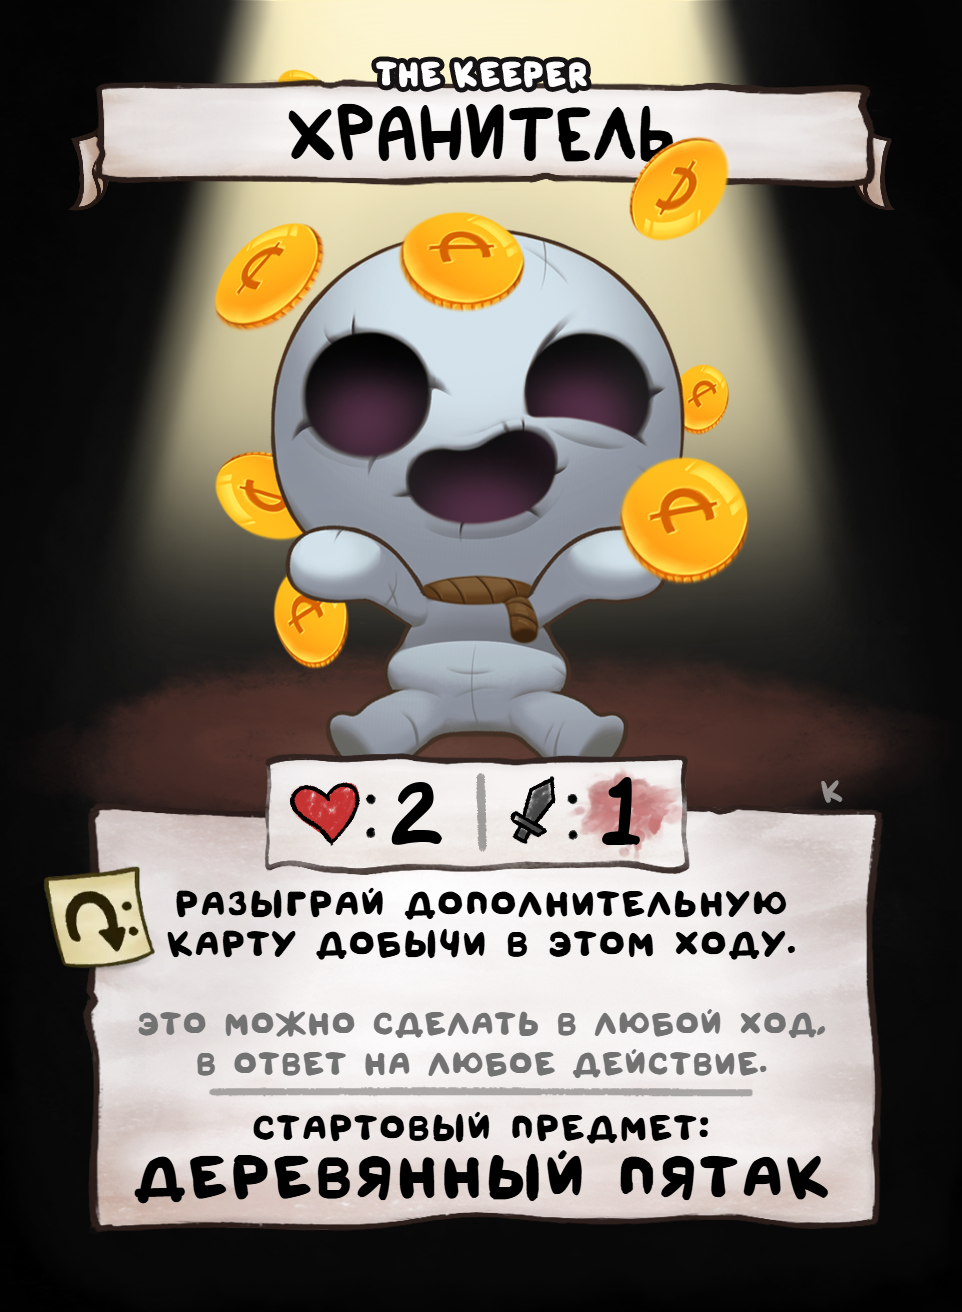 THE KEEPER
ХРАНИТЕЛЬ
:2 | :1
К
РАЗЫГРАЙ ДОПОЛНИТЕЛЬНУЮ
КАРТУ ДОБЫЧИ В ЭТОМ ХОДУ.
ЭТО МОЖНО СДЕЛАТЬ В ЛЮБОЙ ХОД,
В ОТВЕТ НА ЛЮБОЕ ДЕЙСТВИЕ.
СТАРТОВЫЙ ПРЕДМЕТ:
ДЕРЕВЯННЫЙ ПЯТАК